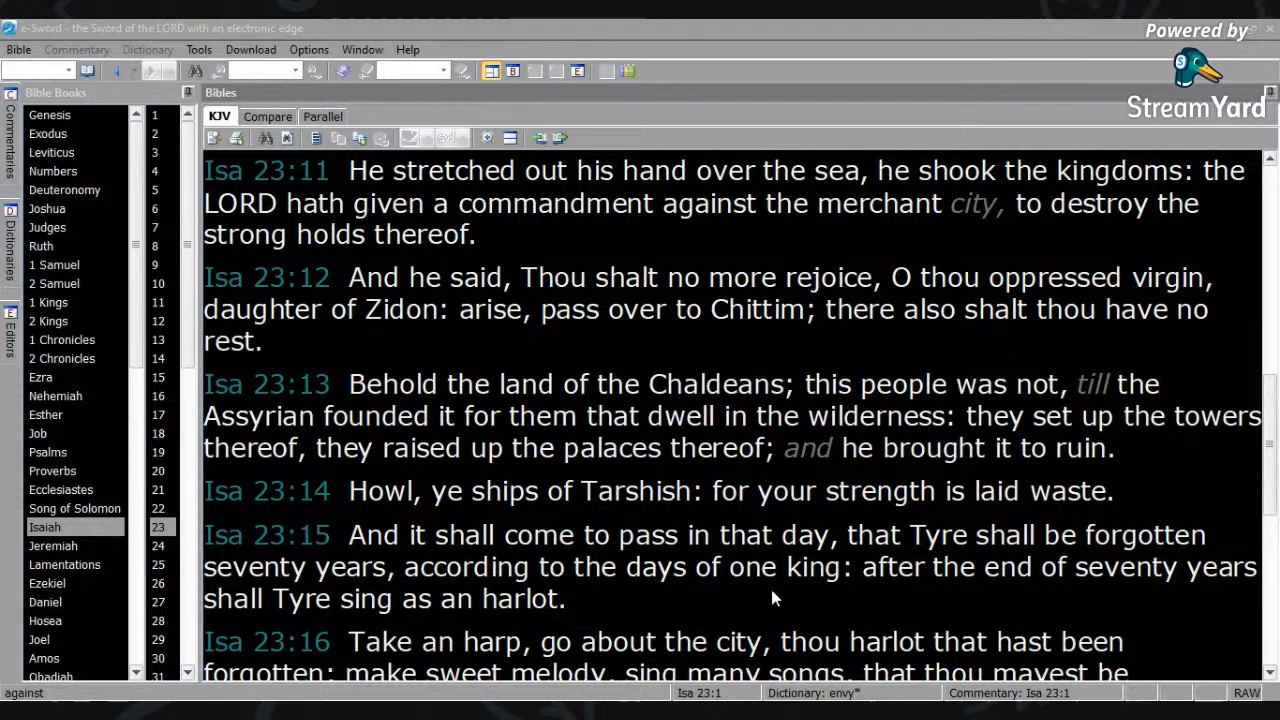 e-Sword - the Sword of the LORD with an electronic edge
Powered by
StreamYard
Bible Commentary Dictionary Tools Download Options Window Help
Bible Books
Bibles
KJV Compare Parallel
Commentaries
Dictionaries
Editors
Genesis 1
Exodus 2
Leviticus 3
Numbers 4
Deuteronomy 5
Joshua 6
Judges 7
Ruth 8
1 Samuel 9
2 Samuel 10
1 Kings 11
2 Kings 12
1 Chronicles 13
2 Chronicles 14
Ezra 15
Nehemiah 16
Esther 17
Job 18
Psalms 19
Proverbs 20
Ecclesiastes 21
Song of Solomon 22
Isaiah 23
Jeremiah 24
Lamentations 25
Ezekiel 26
Daniel 27
Hosea 28
Joel 29
Amos 30
Obadiah 31
Isa 23:11 He stretched out his hand over the sea, he shook the kingdoms: the
LORD hath given a commandment against the merchant city, to destroy the
strong holds thereof.
Isa 23:12 And he said, Thou shalt no more rejoice, O thou oppressed virgin,
daughter of Zidon: arise, pass over to Chittim; there also shalt thou have no
rest.
Isa 23:13 Behold the land of the Chaldeans; this people was not, till the
Assyrian founded it for them that dwell in the wilderness: they set up the towers
thereof, they raised up the palaces thereof; and he brought it to ruin.
Isa 23:14 Howl, ye ships of Tarshish: for your strength is laid waste.
Isa 23:15 And it shall come to pass in that day, that Tyre shall be forgotten
seventy years, according to the days of one king: after the end of seventy years
shall Tyre sing as an harlot.
Isa 23:16 Take an harp, go about the city, thou harlot that hast been
forgotten; make sweet melody, sing many songs, that thou mayest be
against
Isa 23:1
Dictionary: envy*
Commentary: Isa 23:1
RAW